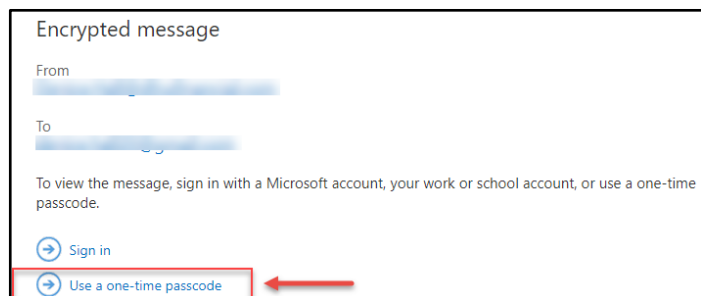 Encrypted message
From
To
To view the message, sign in with a Microsoft account, your work or school account, or use a one-time
passcode.
Sign in
Use a one-time passcode